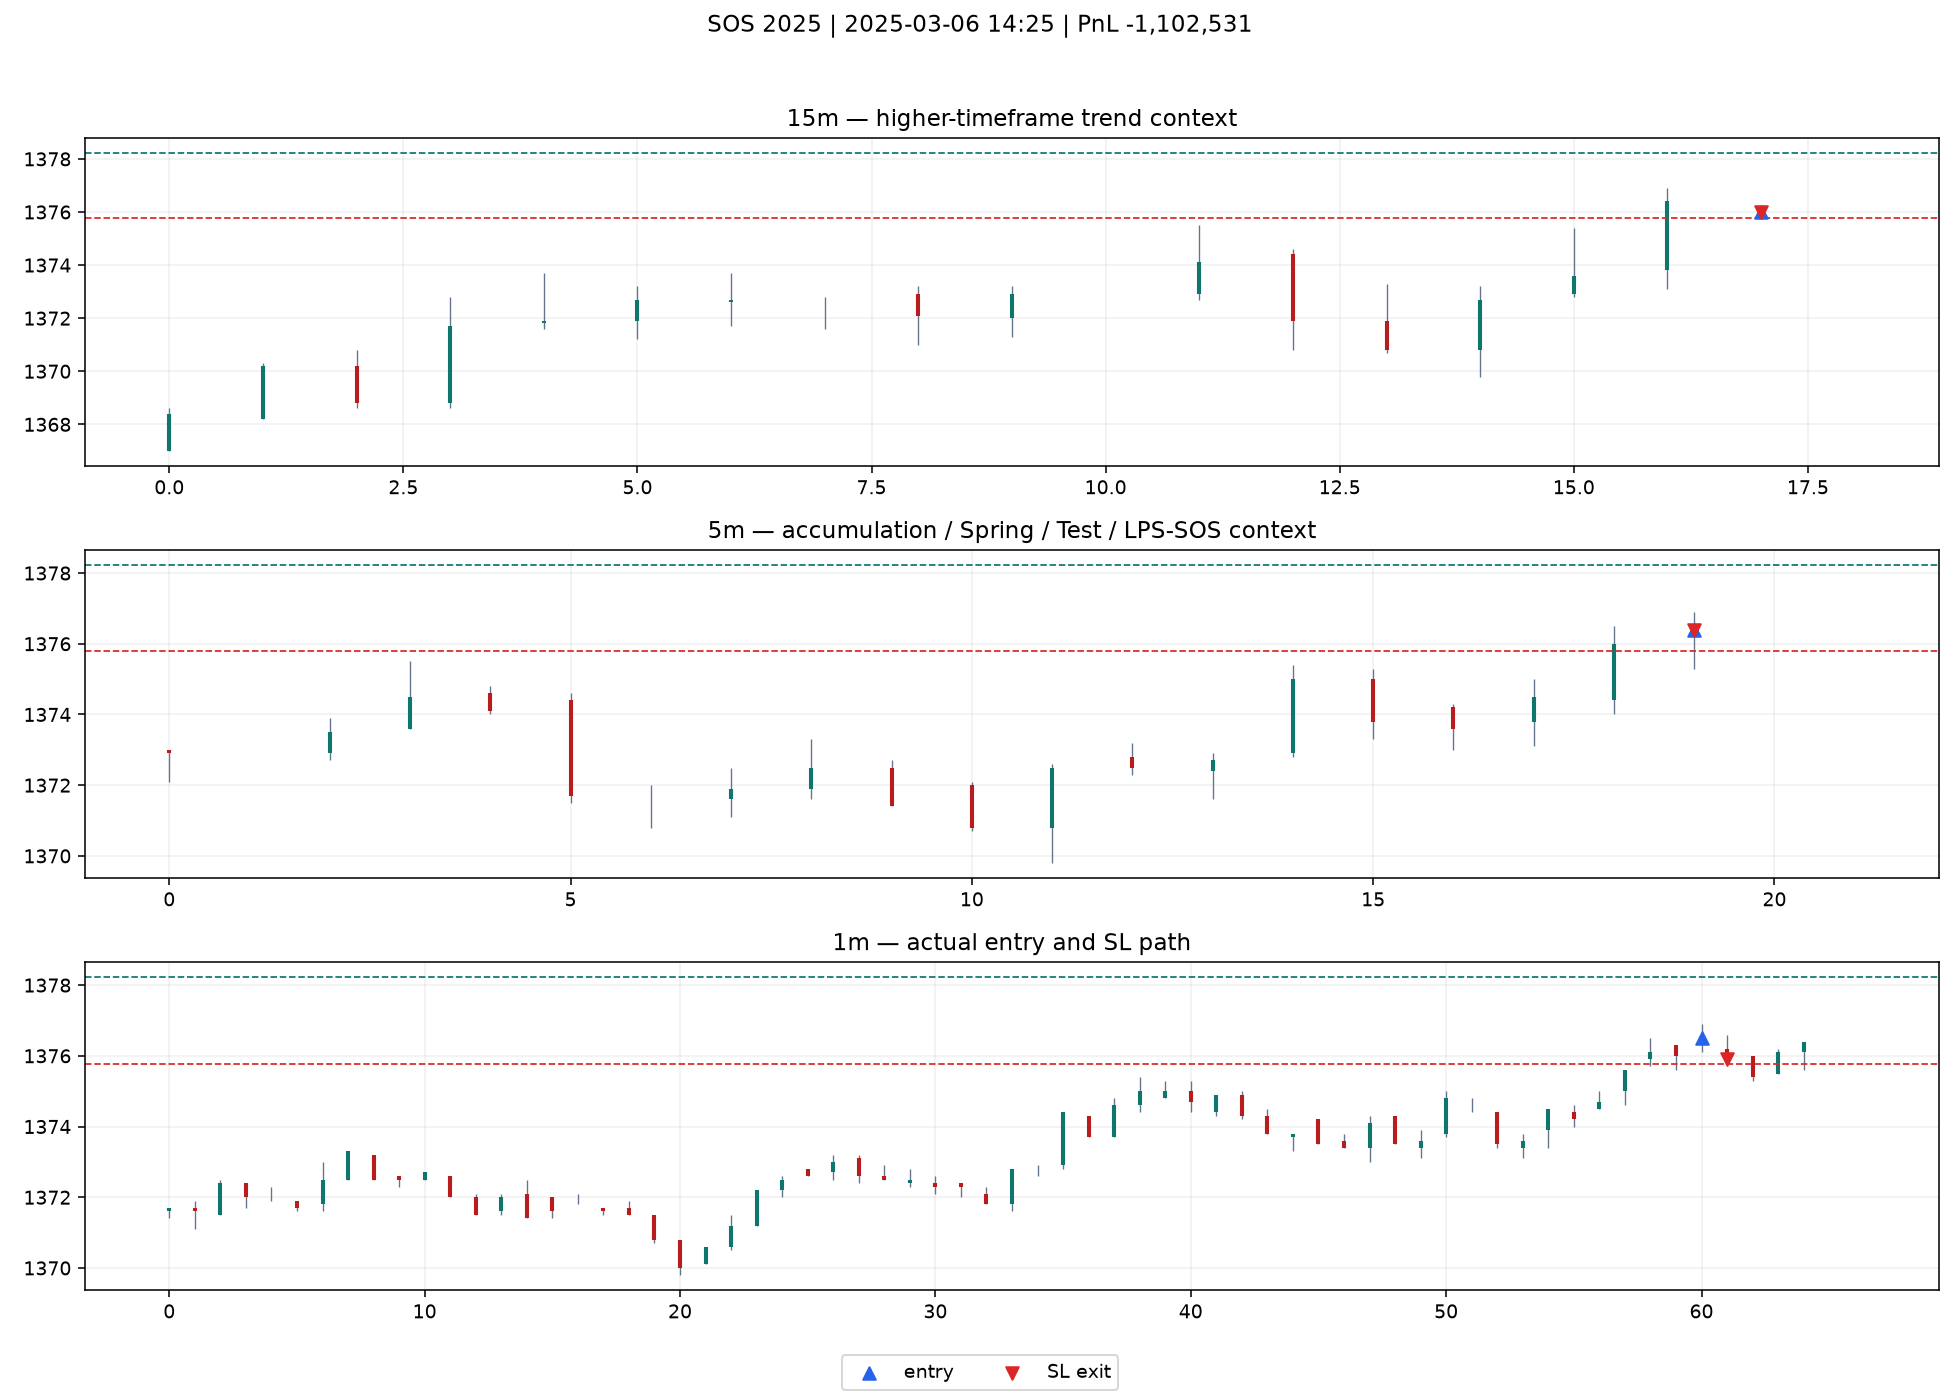 SOS 2025 | 2025-03-06 14:25 | PnL -1,102,531
15m — higher-timeframe trend context
1378
1376
1374
1372
1370
1368
0.0 2.5 5.0 7.5 10.0 12.5 15.0 17.5
5m — accumulation / Spring / Test / LPS-SOS context
1378
1376
1374
1372
1370
0 5 10 15 20
1m — actual entry and SL path
1378
1376
1374
1372
1370
0 10 20 30 40 50 60
entry SL exit